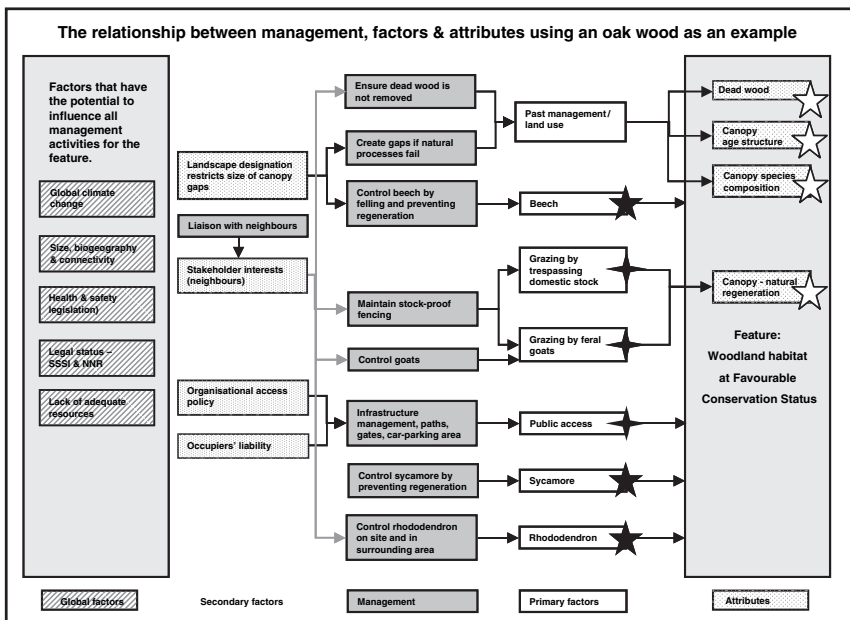 The relationship between management, factors & attributes using an oak wood as an example
Factors that have
the potential to
influence all
management
activities for the
feature.
Global climate
change
Size, biogeography
& connectivity
Health & safety
legislation)
Legal status –
SSSI & NNR
Lack of adequate
resources
Landscape designation
restricts size of canopy
gaps
Liaison with neighbours
Stakeholder interests
(neighbours)
Organisational access
policy
Occupiers' liability
Ensure dead wood is
not removed
Create gaps if natural
processes fail
Control beech by
felling and preventing
regeneration
Maintain stock-proof
fencing
Control goats
Infrastructure
management, paths,
gates, car-parking area
Control sycamore by
preventing regeneration
Control rhododendron
on site and in
surrounding area
Past management/
land use
Beech
Grazing by
trespassing
domestic stock
Grazing by feral
goats
Public access
Sycamore
Rhododendron
Dead wood
Canopy
age structure
Canopy species
composition
Canopy - natural
regeneration
Feature:
Woodland habitat
at Favourable
Conservation Status
Global factors
Secondary factors
Management
Primary factors
Attributes